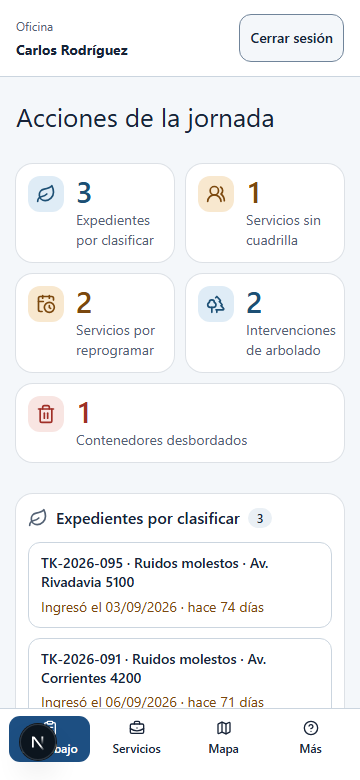 Oficina
Carlos Rodríguez
Cerrar sesión
Acciones de la jornada
3
Expedientes
por clasificar
1
Servicios sin
cuadrilla
2
Servicios por
reprogramar
2
Intervenciones
de arbolado
1
Contenedores desbordados
Expedientes por clasificar 3
TK-2026-095 · Ruidos molestos · Av.
Rivadavia 5100
Ingresó el 03/09/2026 · hace 74 días
TK-2026-091 · Ruidos molestos · Av.
Corrientes 4200
Ingresó el 06/09/2026 · hace 71 días
N
Servicios
Mapa
Más